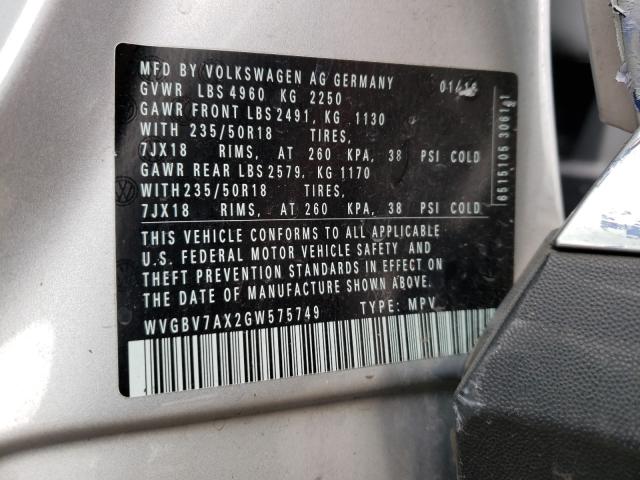 MFD BY VOLKSWAGEN AG GERMANY
GVWR LBS 4960 KG 2250
GAWR FRONT LBS 2491, KG 1130
WITH 235/50R18 TIRES,
7JX18 RIMS, AT 260 KPA, 38 PSI COLD
GAWR REAR LBS 2579, KG 1170
WITH 235/50R18 TIRES,
7JX18 RIMS, AT 260 KPA, 38 PSI COLD
THIS VEHICLE CONFORMS TO ALL APPLICABLE
U.S. FEDERAL MOTOR VEHICLE SAFETY AND
THEFT PREVENTION STANDARDS IN EFFECT ON
THE DATE OF MANUFACTURE SHOWN ABOVE.
WVGBV7AX2GW575749 TYPE: MPV
6515105